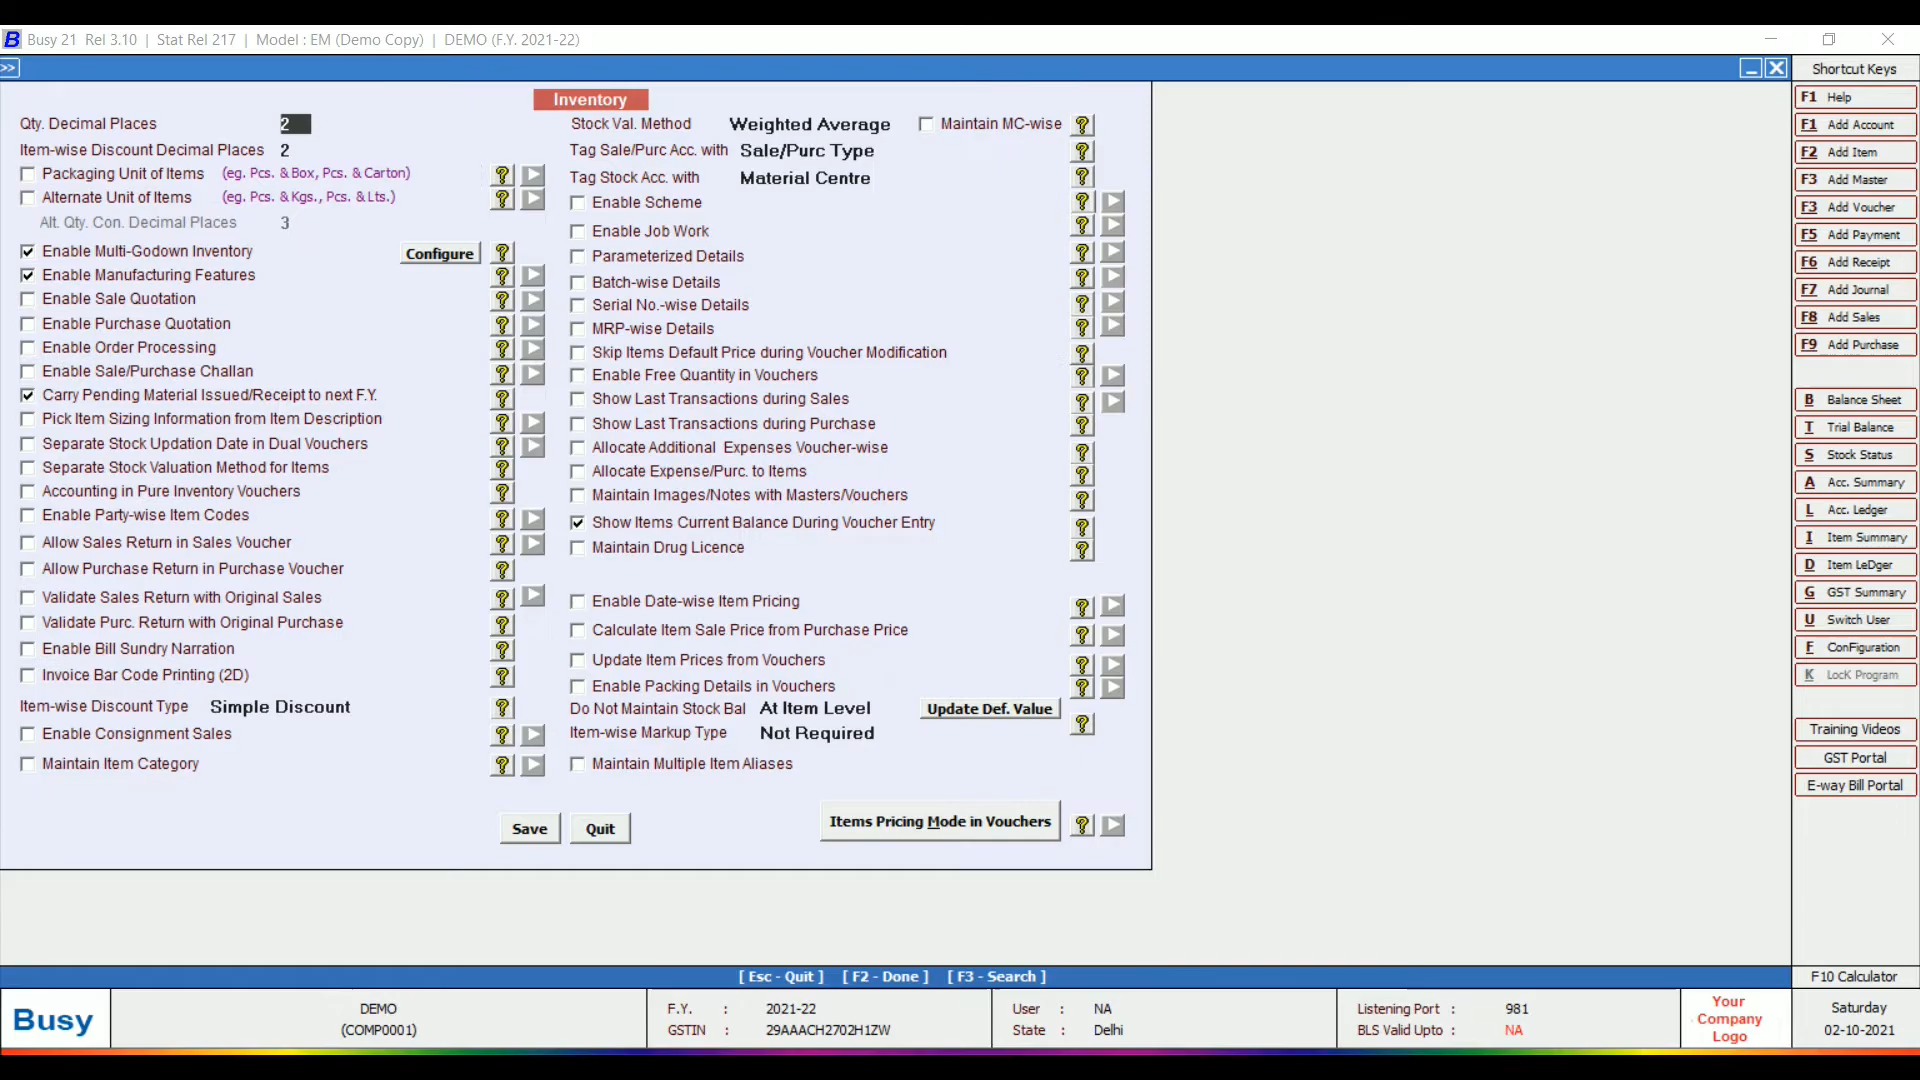 B Busy 21 Rel 3.10 | Stat Rel 217 | Model : EM (Demo Copy) | DEMO (F.Y. 2021-22)
>>
Inventory
Qty. Decimal Places 2
Item-wise Discount Decimal Places 2
Packaging Unit of Items (eg. Pcs. & Box, Pcs. & Carton) ?
Alternate Unit of Items (eg. Pcs. & Kgs., Pcs. & Lts.) ?
Alt. Qty. Con. Decimal Places 3
Enable Multi-Godown Inventory Configure ?
Enable Manufacturing Features ?
Enable Sale Quotation ?
Enable Purchase Quotation ?
Enable Order Processing ?
Enable Sale/Purchase Challan ?
Carry Pending Material Issued/Receipt to next F.Y. ?
Pick Item Sizing Information from Item Description ?
Separate Stock Updation Date in Dual Vouchers ?
Separate Stock Valuation Method for Items ?
Accounting in Pure Inventory Vouchers ?
Enable Party-wise Item Codes ?
Allow Sales Return in Sales Voucher ?
Allow Purchase Return in Purchase Voucher ?
Validate Sales Return with Original Sales ?
Validate Purc. Return with Original Purchase ?
Enable Bill Sundry Narration ?
Invoice Bar Code Printing (2D) ?
Item-wise Discount Type Simple Discount ?
Enable Consignment Sales ?
Maintain Item Category ?
Stock Val. Method Weighted Average Maintain MC-wise ?
Tag Sale/Purc Acc. with Sale/Purc Type ?
Tag Stock Acc. with Material Centre ?
Enable Scheme ?
Enable Job Work ?
Parameterized Details ?
Batch-wise Details ?
Serial No.-wise Details ?
MRP-wise Details ?
Skip Items Default Price during Voucher Modification ?
Enable Free Quantity in Vouchers ?
Show Last Transactions during Sales ?
Show Last Transactions during Purchase ?
Allocate Additional Expenses Voucher-wise ?
Allocate Expense/Purc. to Items ?
Maintain Images/Notes with Masters/Vouchers ?
Show Items Current Balance During Voucher Entry ?
Maintain Drug Licence ?
Enable Date-wise Item Pricing ?
Calculate Item Sale Price from Purchase Price ?
Update Item Prices from Vouchers ?
Enable Packing Details in Vouchers ?
Do Not Maintain Stock Bal At Item Level Update Def. Value
Item-wise Markup Type Not Required ?
Maintain Multiple Item Aliases
Save Quit Items Pricing Mode in Vouchers ?
[ Esc - Quit ] [ F2 - Done ] [ F3 - Search ]
Shortcut Keys
F1 Help
F1 Add Account
F2 Add Item
F3 Add Master
F3 Add Voucher
F5 Add Payment
F6 Add Receipt
F7 Add Journal
F8 Add Sales
F9 Add Purchase
B Balance Sheet
T Trial Balance
S Stock Status
A Acc. Summary
L Acc. Ledger
I Item Summary
D Item LeDger
G GST Summary
U Switch User
F ConFiguration
K LocK Program
Training Videos
GST Portal
E-way Bill Portal
F10 Calculator
Busy
DEMO
(COMP0001)
F.Y. : 2021-22
GSTIN : 29AAACH2702H1ZW
User : NA
State : Delhi
Listening Port : 981
BLS Valid Upto : NA
Your
Company
Logo
Saturday
02-10-2021